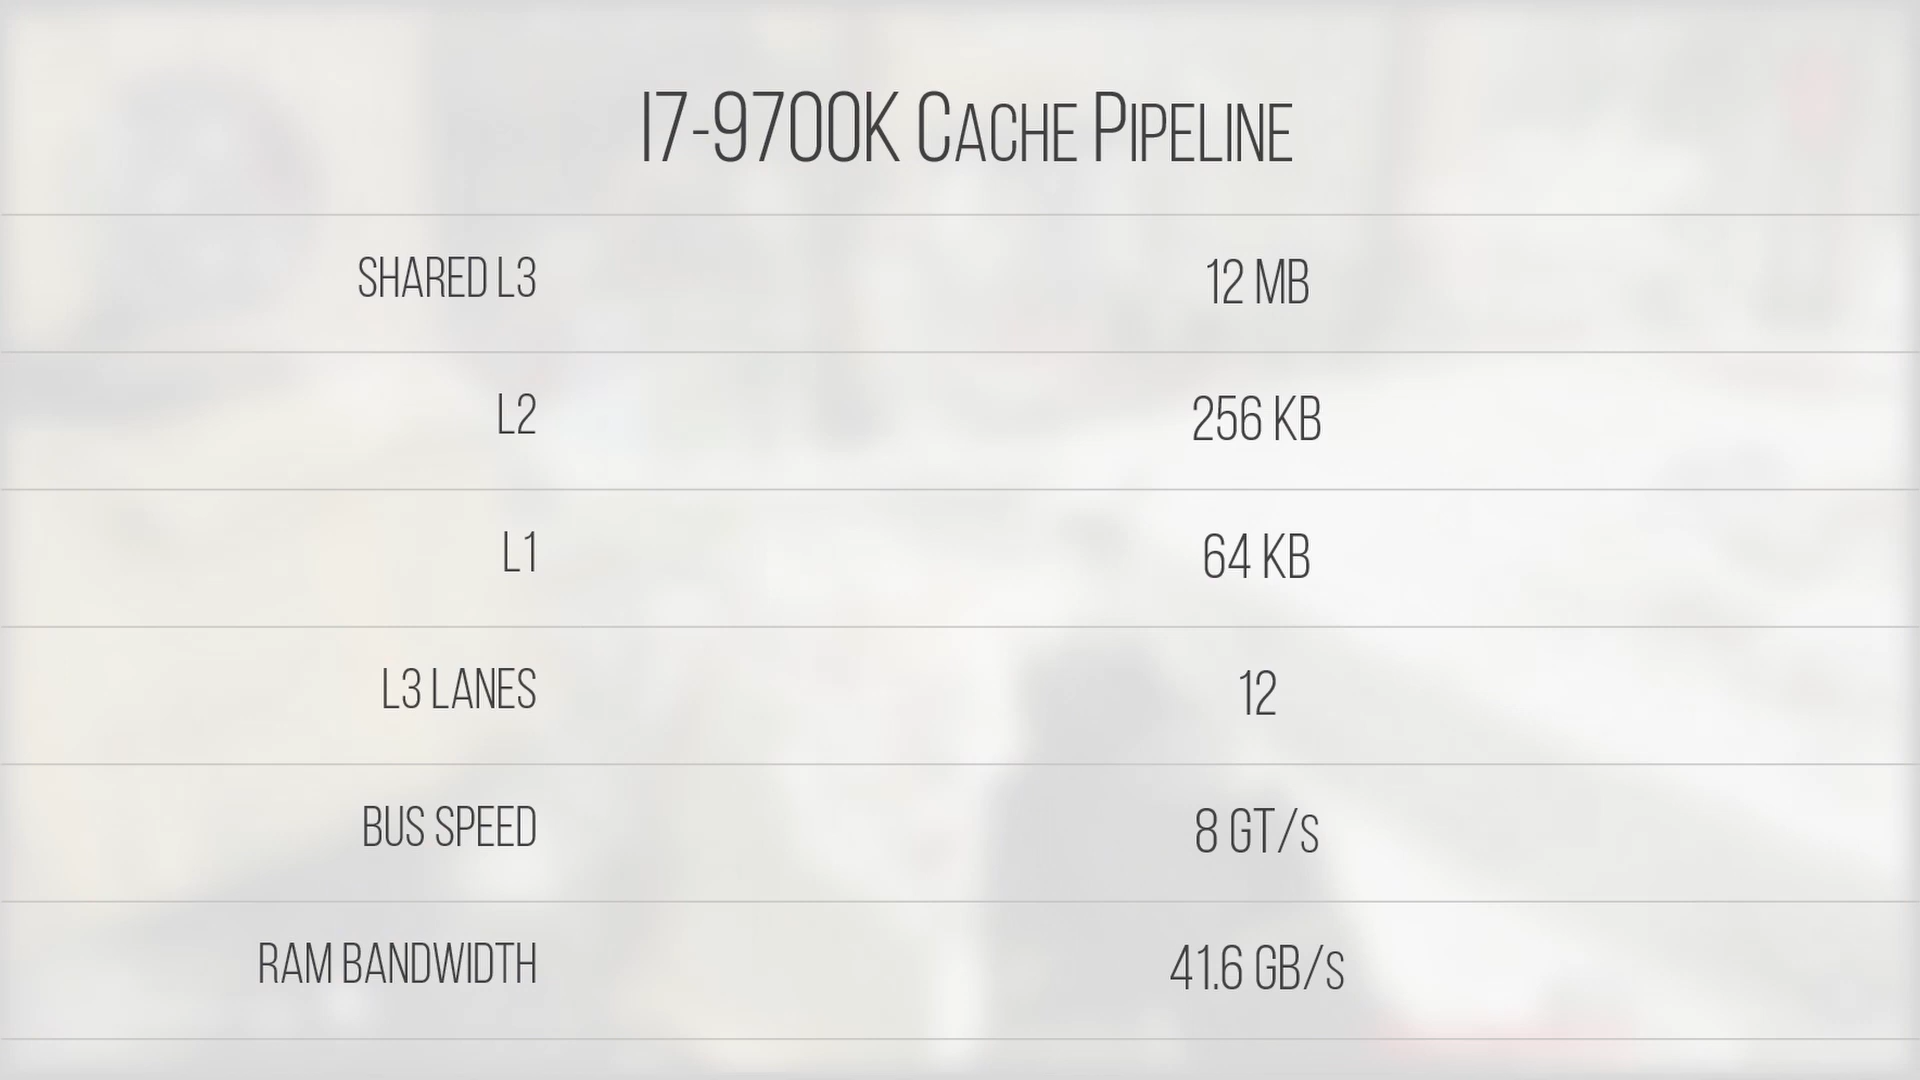 I7-9700K Cache Pipeline
SHARED L3
12 MB
L2
256 KB
L1
64 KB
L3 LANES
12
BUS SPEED
8 GT/s
RAM BANDWIDTH
41.6 GB/s